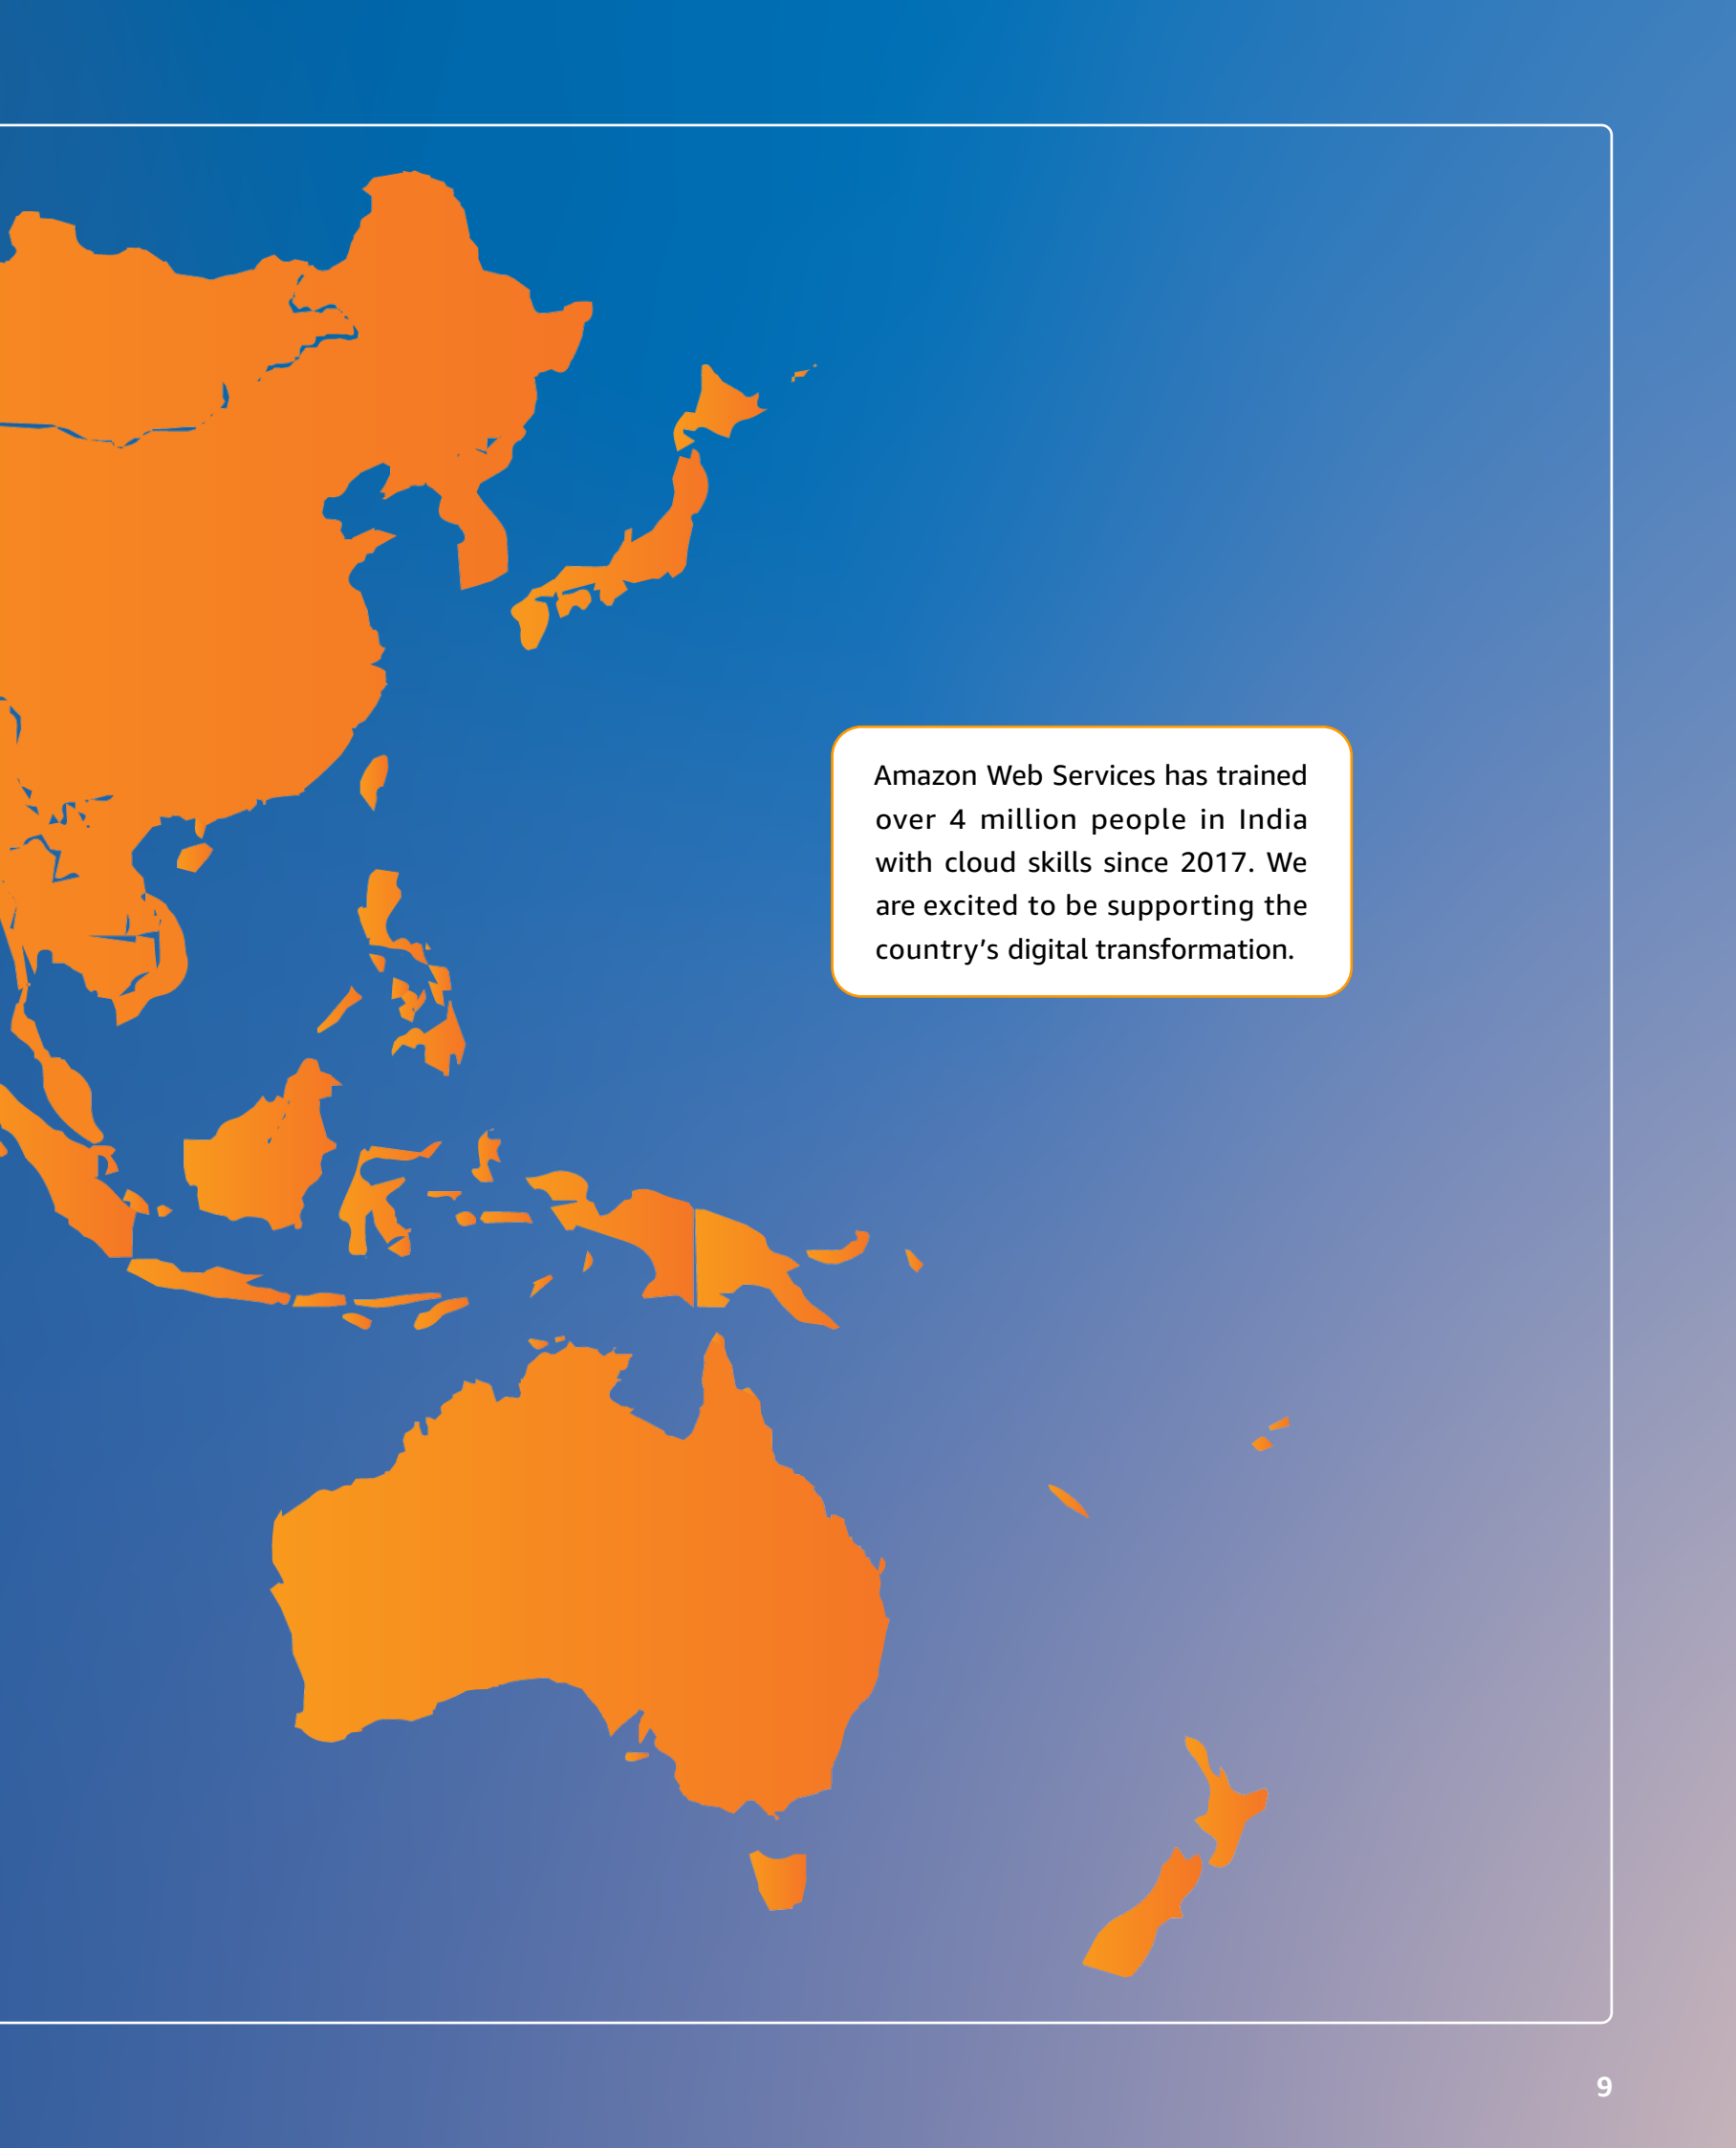 Amazon Web Services has trained
over 4 million people in India
with cloud skills since 2017. We
are excited to be supporting the
country’s digital transformation.
9